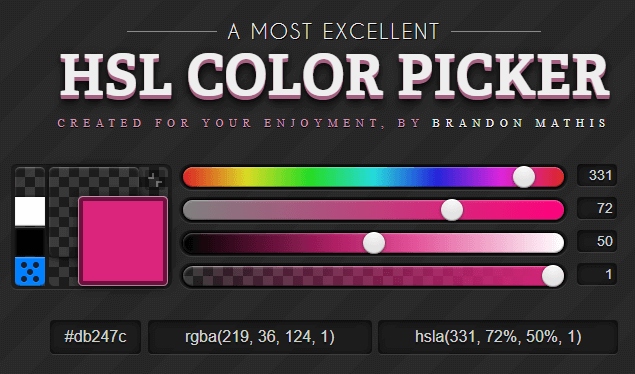 A MOST EXCELLENT
HSL COLOR PICKER
CREATED FOR YOUR ENJOYMENT, BY BRANDON MATHIS
331
72
50
1
#db247c rgba(219, 36, 124, 1) hsla(331, 72%, 50%, 1)